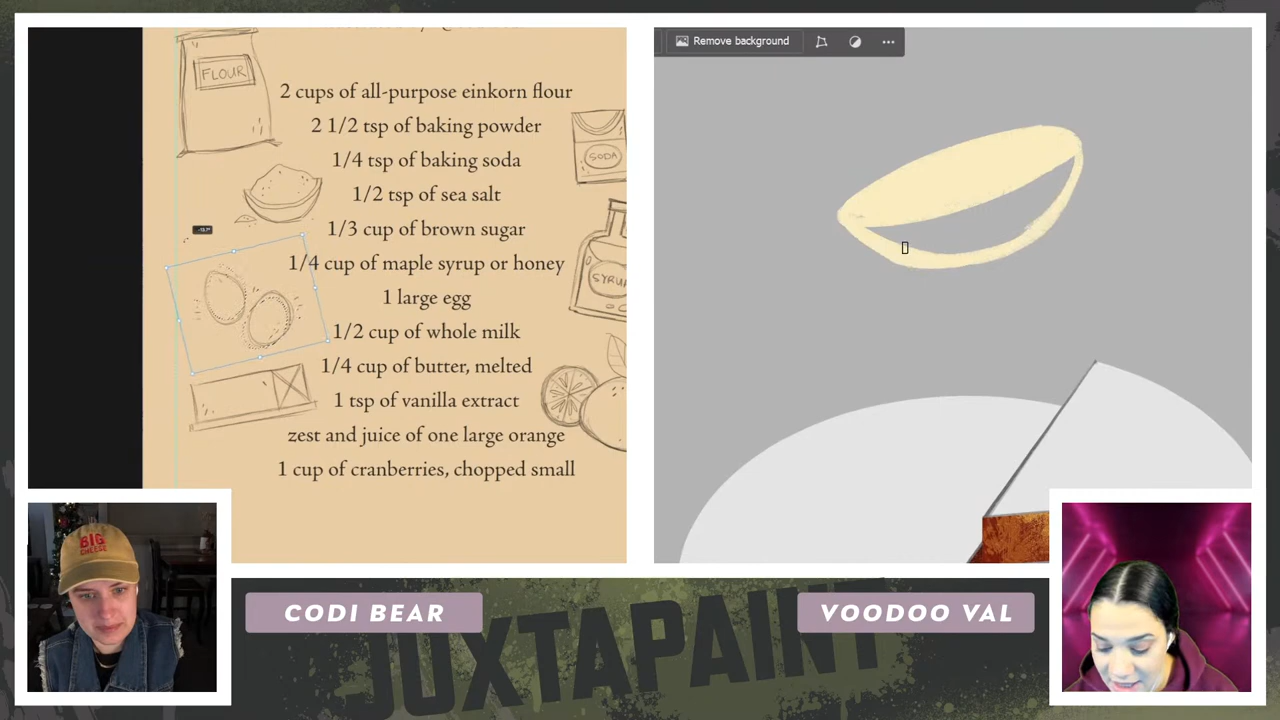 FLOUR
2 cups of all-purpose einkorn flour
2 1/2 tsp of baking powder
1/4 tsp of baking soda
SODA
1/2 tsp of sea salt
1/3 cup of brown sugar
1/4 cup of maple syrup or honey
SYRUP
1 large egg
1/2 cup of whole milk
1/4 cup of butter, melted
1 tsp of vanilla extract
zest and juice of one large orange
1 cup of cranberries, chopped small
Remove background
BIG
CHEESE
CODI BEAR
VOODOO VAL
JUXTAPAINT